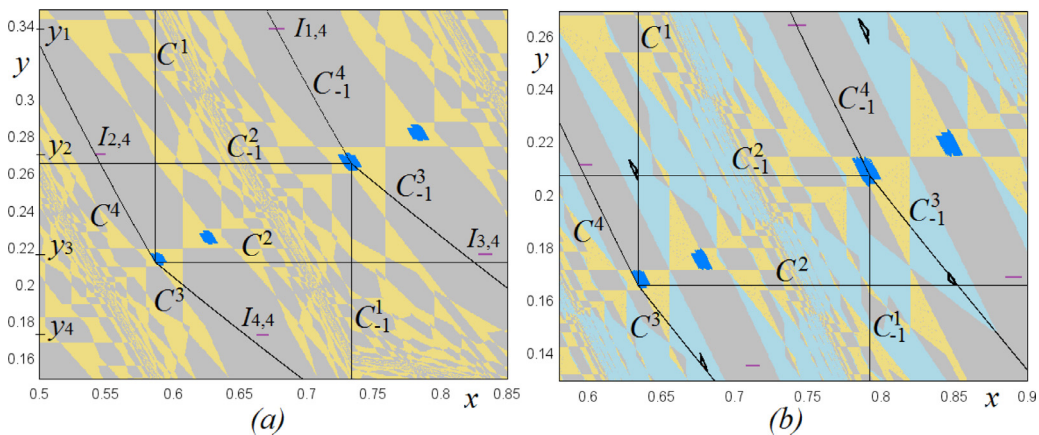 0.34 y₁ C¹ I₁,₄ 0.26 C¹
y y
0.3 C⁴₋₁ 0.24 C⁴₋₁
0.28 I₂,₄ 0.22
y₂ C²₋₁ C²₋₁
0.26 0.2
0.24 C⁴ C³₋₁ C⁴ C³₋₁
C² 0.18 C²
0.22 y₃ I₃,₄
0.2 C³ 0.16 C³
0.18 y₄ I₄,₄ C¹₋₁ 0.14 C¹₋₁
0.16
0.5 0.55 0.6 0.65 0.7 0.75 x 0.85 0.6 0.65 0.7 0.75 0.8 0.85 x 0.9
(a) (b)